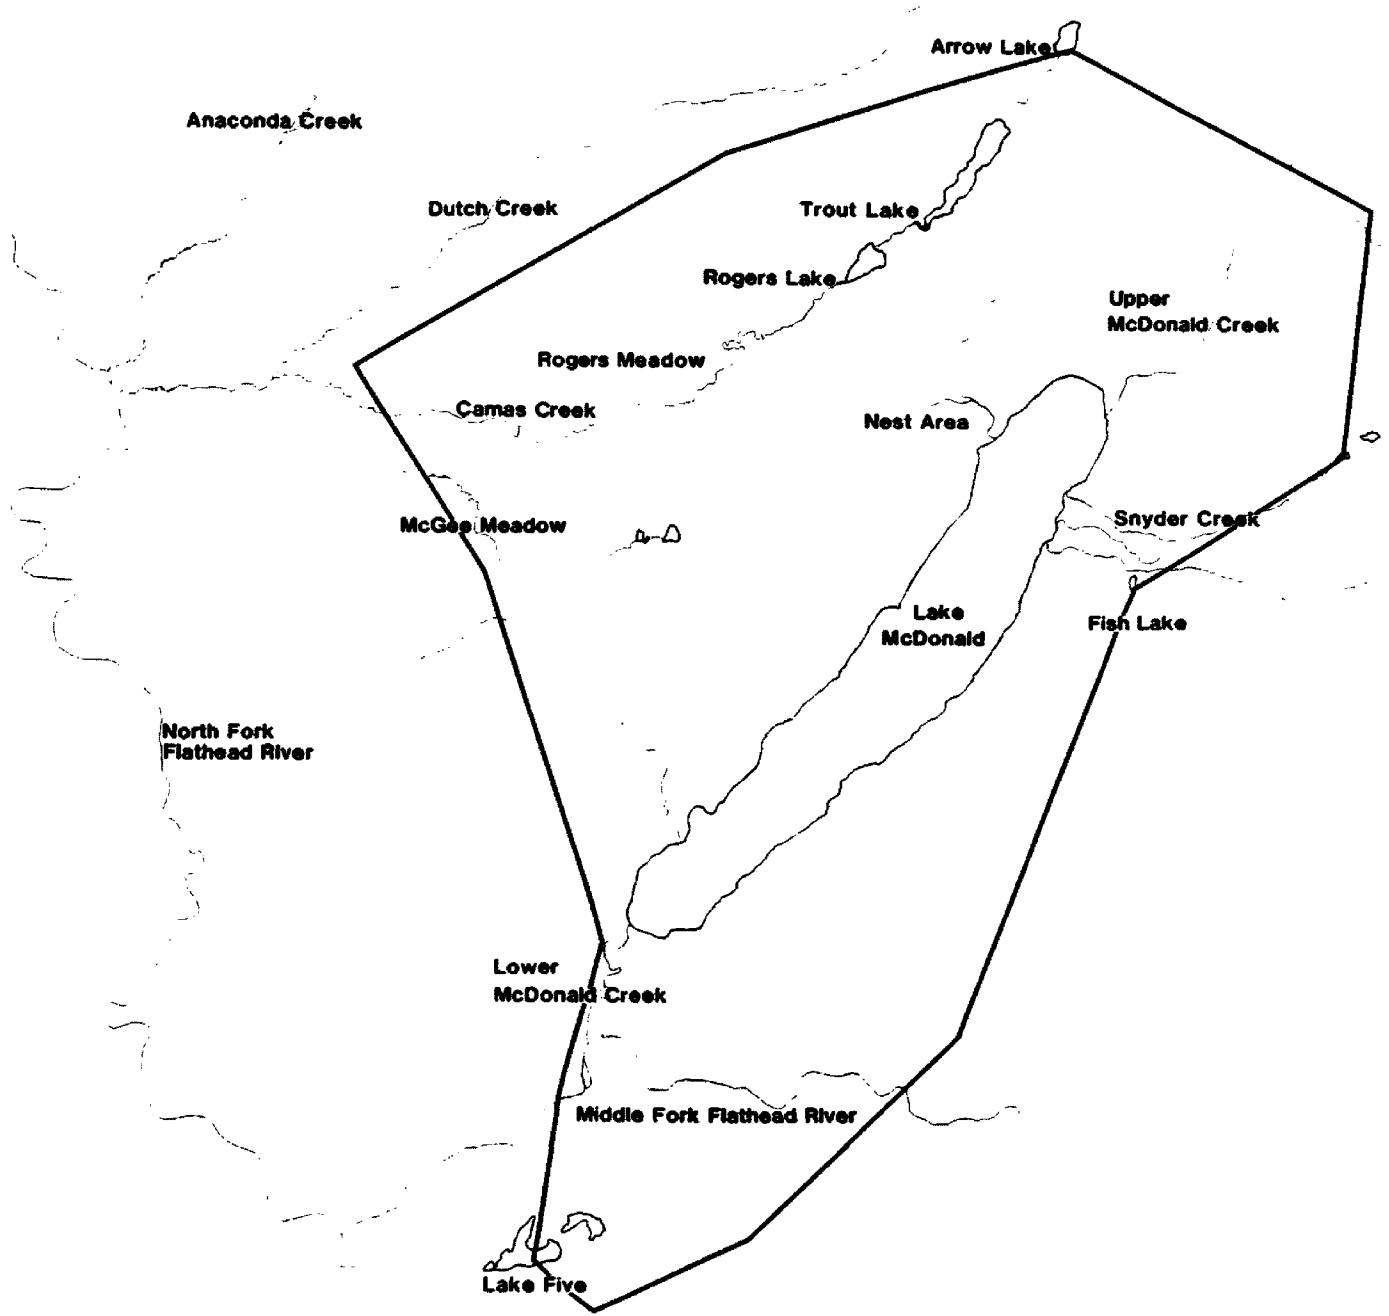 Arrow Lake
Anaconda Creek
Dutch Creek
Trout Lake
Rogers Lake
Upper
McDonald Creek
Rogers Meadow
Camas Creek
Nest Area
McGee Meadow
Snyder Creek
Lake
McDonald
Fish Lake
North Fork
Flathead River
Lower
McDonald Creek
Middle Fork Flathead River
Lake Five